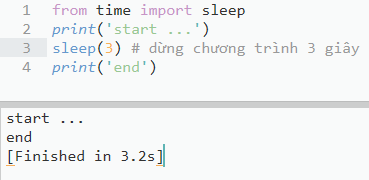 1 from time import sleep
2 print('start ...')
3 sleep(3) # dừng chương trình 3 giây
4 print('end')
start ...
end
[Finished in 3.2s]